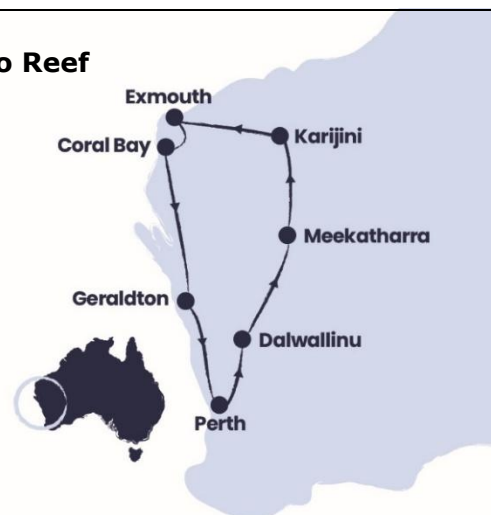 o Reef
Exmouth
Coral Bay
Karijini
Meekatharra
Geraldton
Dalwallinu
Perth